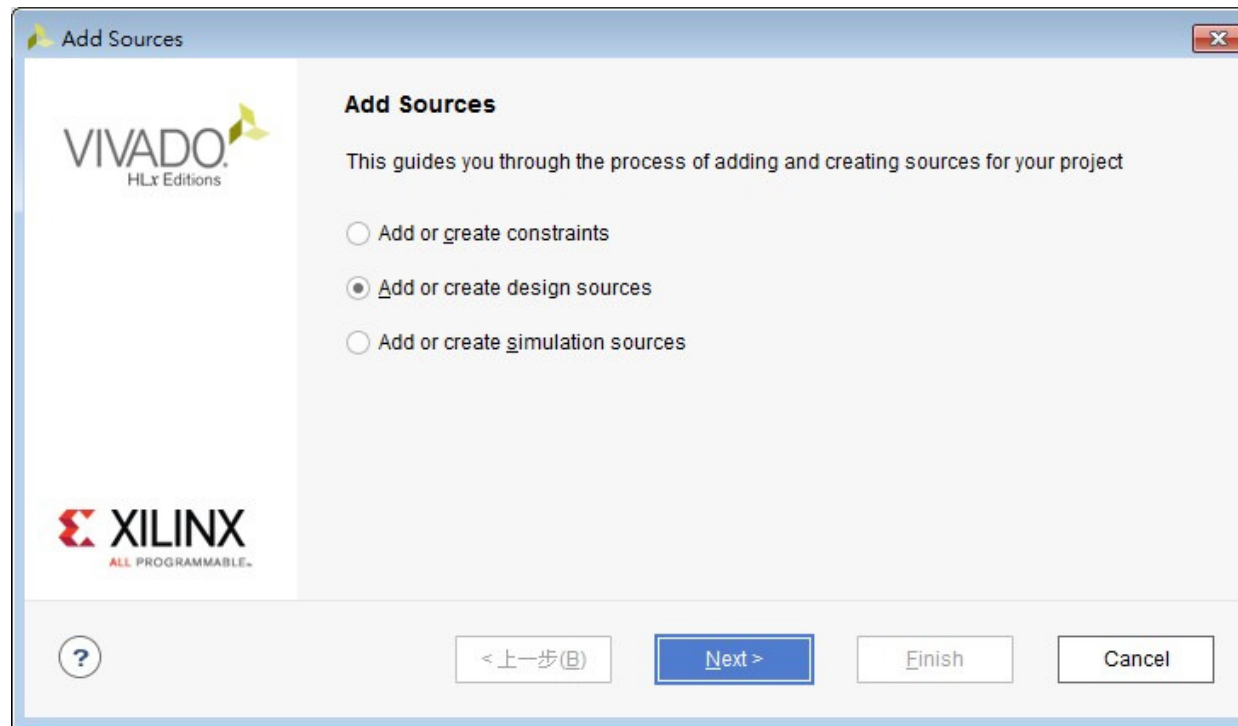 Add Sources
VIVADO.
HLx Editions
Add Sources
This guides you through the process of adding and creating sources for your project
Add or create constraints
Add or create design sources
Add or create simulation sources
XILINX
ALL PROGRAMMABLE™
?
< 上一步(B)
Next >
Finish
Cancel